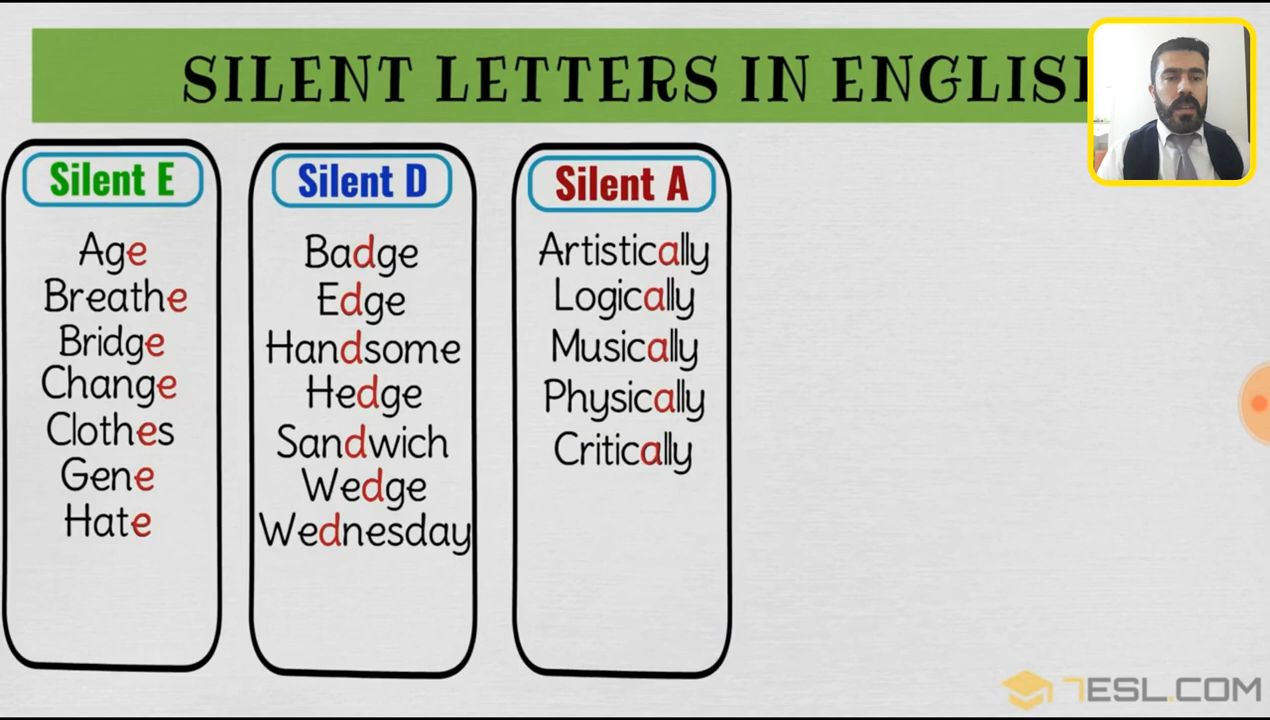 SILENT LETTERS IN ENGLIS
Silent E
Age
Breathe
Bridge
Change
Clothes
Gene
Hate
Silent D
Badge
Edge
Handsome
Hedge
Sandwich
Wedge
Wednesday
Silent A
Artistically
Logically
Musically
Physically
Critically
7ESL.COM